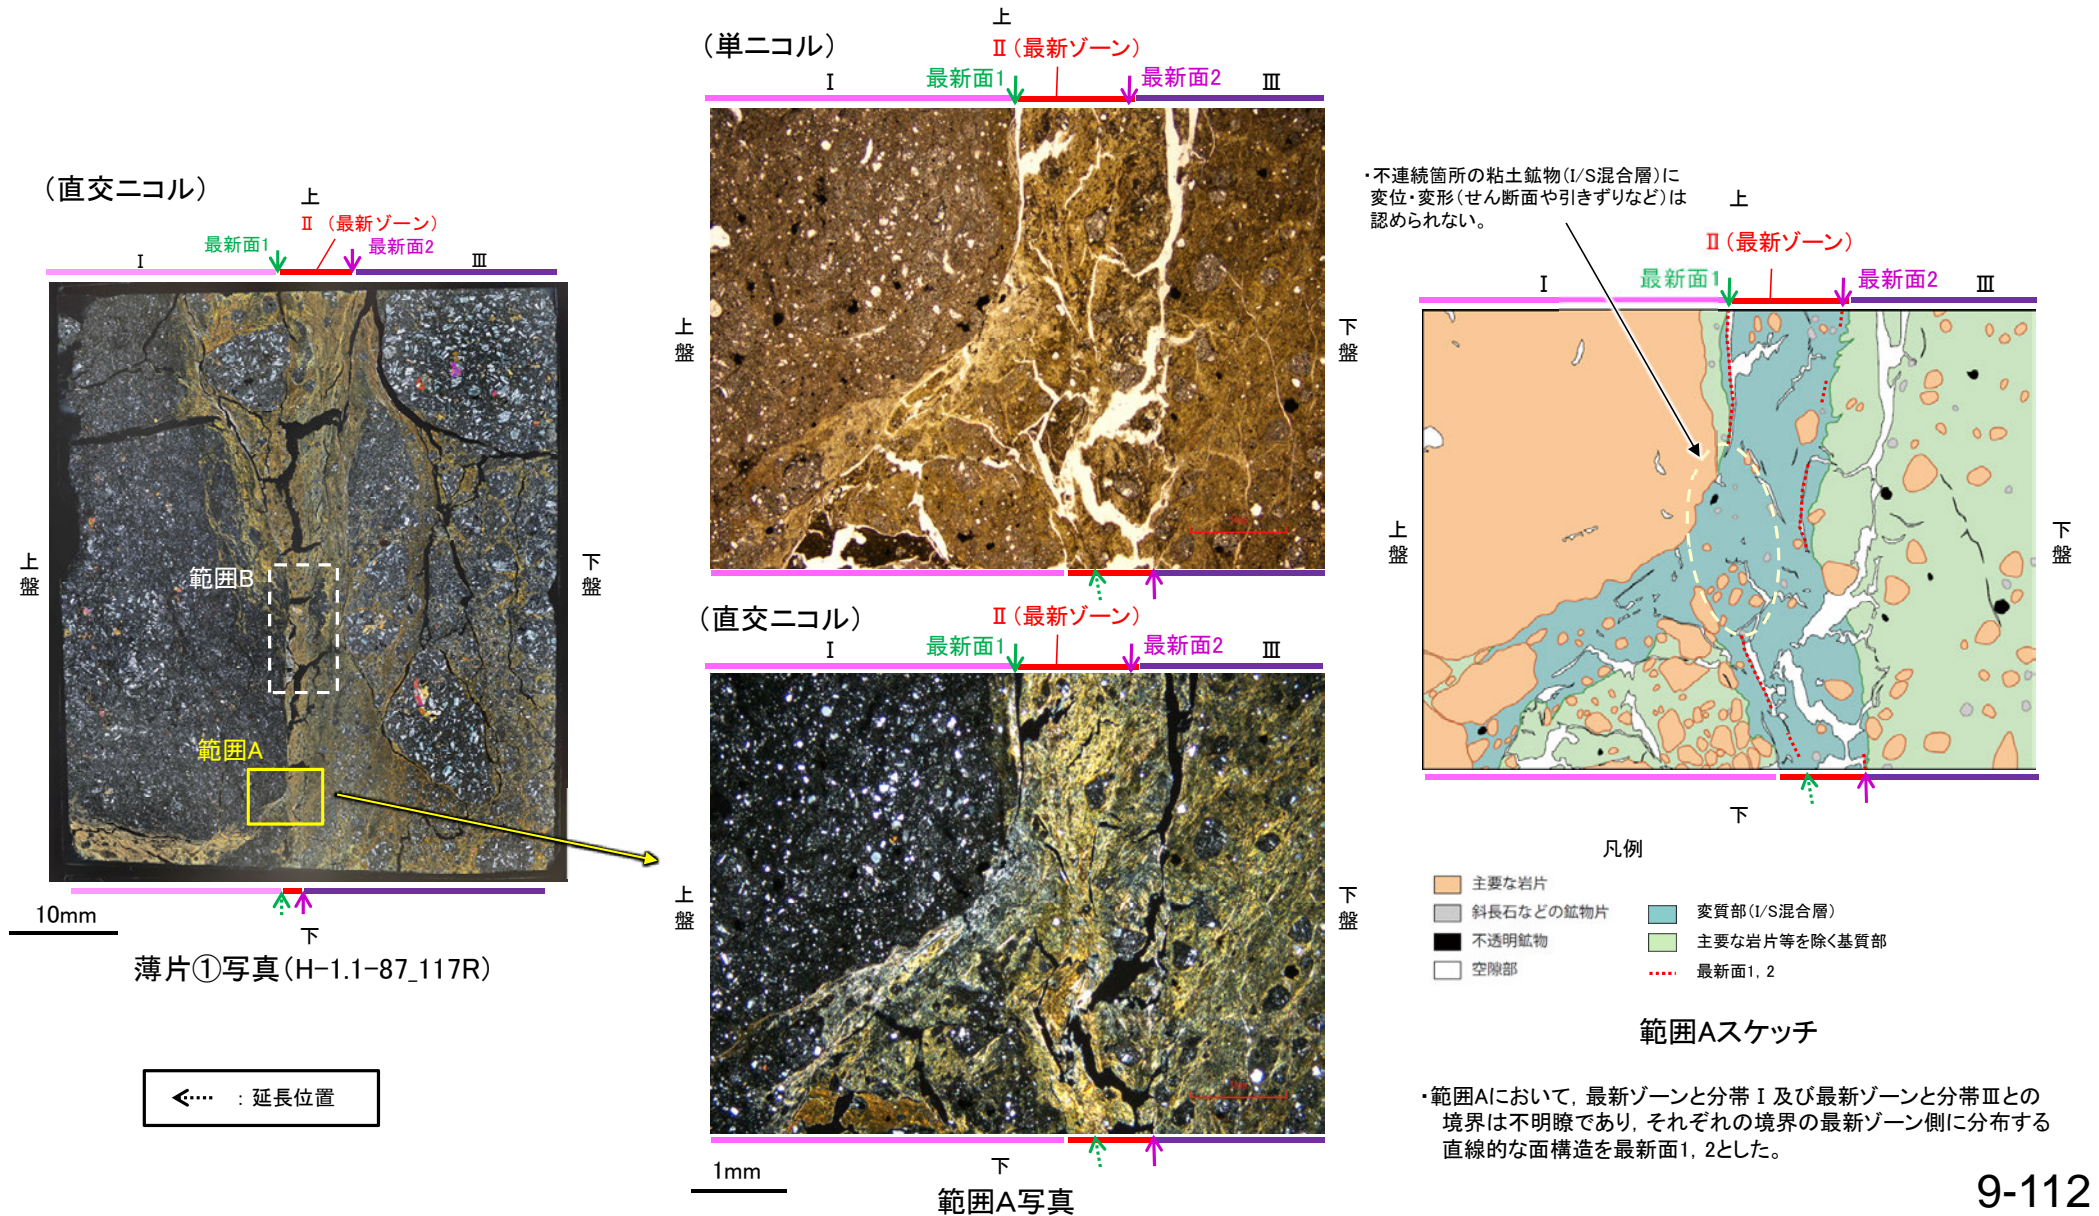 (直交ニコル)
上
Ⅱ (最新ゾーン)
最新面1
最新面2
Ⅰ
Ⅲ
上盤
下盤
範囲B
範囲A
10mm
下
薄片①写真(H-1.1-87_117R)
:延長位置
(単ニコル)
上
Ⅱ(最新ゾーン)
Ⅰ
最新面1
最新面2
Ⅲ
上盤
下盤
(直交ニコル)
Ⅱ(最新ゾーン)
Ⅰ
最新面1
最新面2
Ⅲ
上盤
下盤
1mm
下
範囲A写真
・不連続箇所の粘土鉱物(I/S混合層)に
変位・変形(せん断面や引きずりなど)は
認められない。
上
Ⅱ(最新ゾーン)
Ⅰ
最新面1
最新面2
Ⅲ
上盤
下盤
下
凡例
主要な岩片
斜長石などの鉱物片
不透明鉱物
空隙部
変質部(I/S混合層)
主要な岩片等を除く基質部
最新面1, 2
範囲Aスケッチ
・範囲Aにおいて, 最新ゾーンと分帯Ⅰ及び最新ゾーンと分帯Ⅲとの
境界は不明瞭であり, それぞれの境界の最新ゾーン側に分布する
直線的な面構造を最新面1, 2とした。
9-112